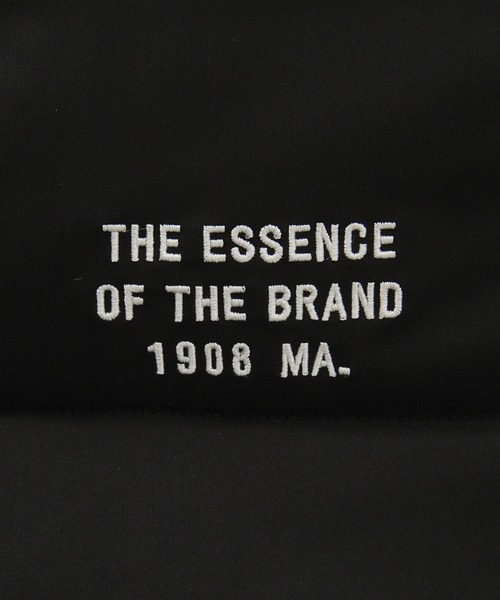 THE ESSENCE
OF THE BRAND
1908 MA.